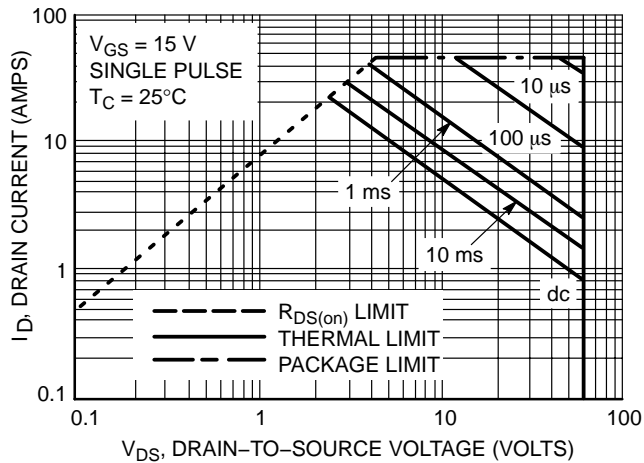 100
10
1
0.1
I_D, DRAIN CURRENT (AMPS)
V_GS = 15 V
SINGLE PULSE
T_C = 25°C
10 µs
100 µs
1 ms
10 ms
dc
R_DS(on) LIMIT
THERMAL LIMIT
PACKAGE LIMIT
0.1 1 10 100
V_DS, DRAIN−TO−SOURCE VOLTAGE (VOLTS)